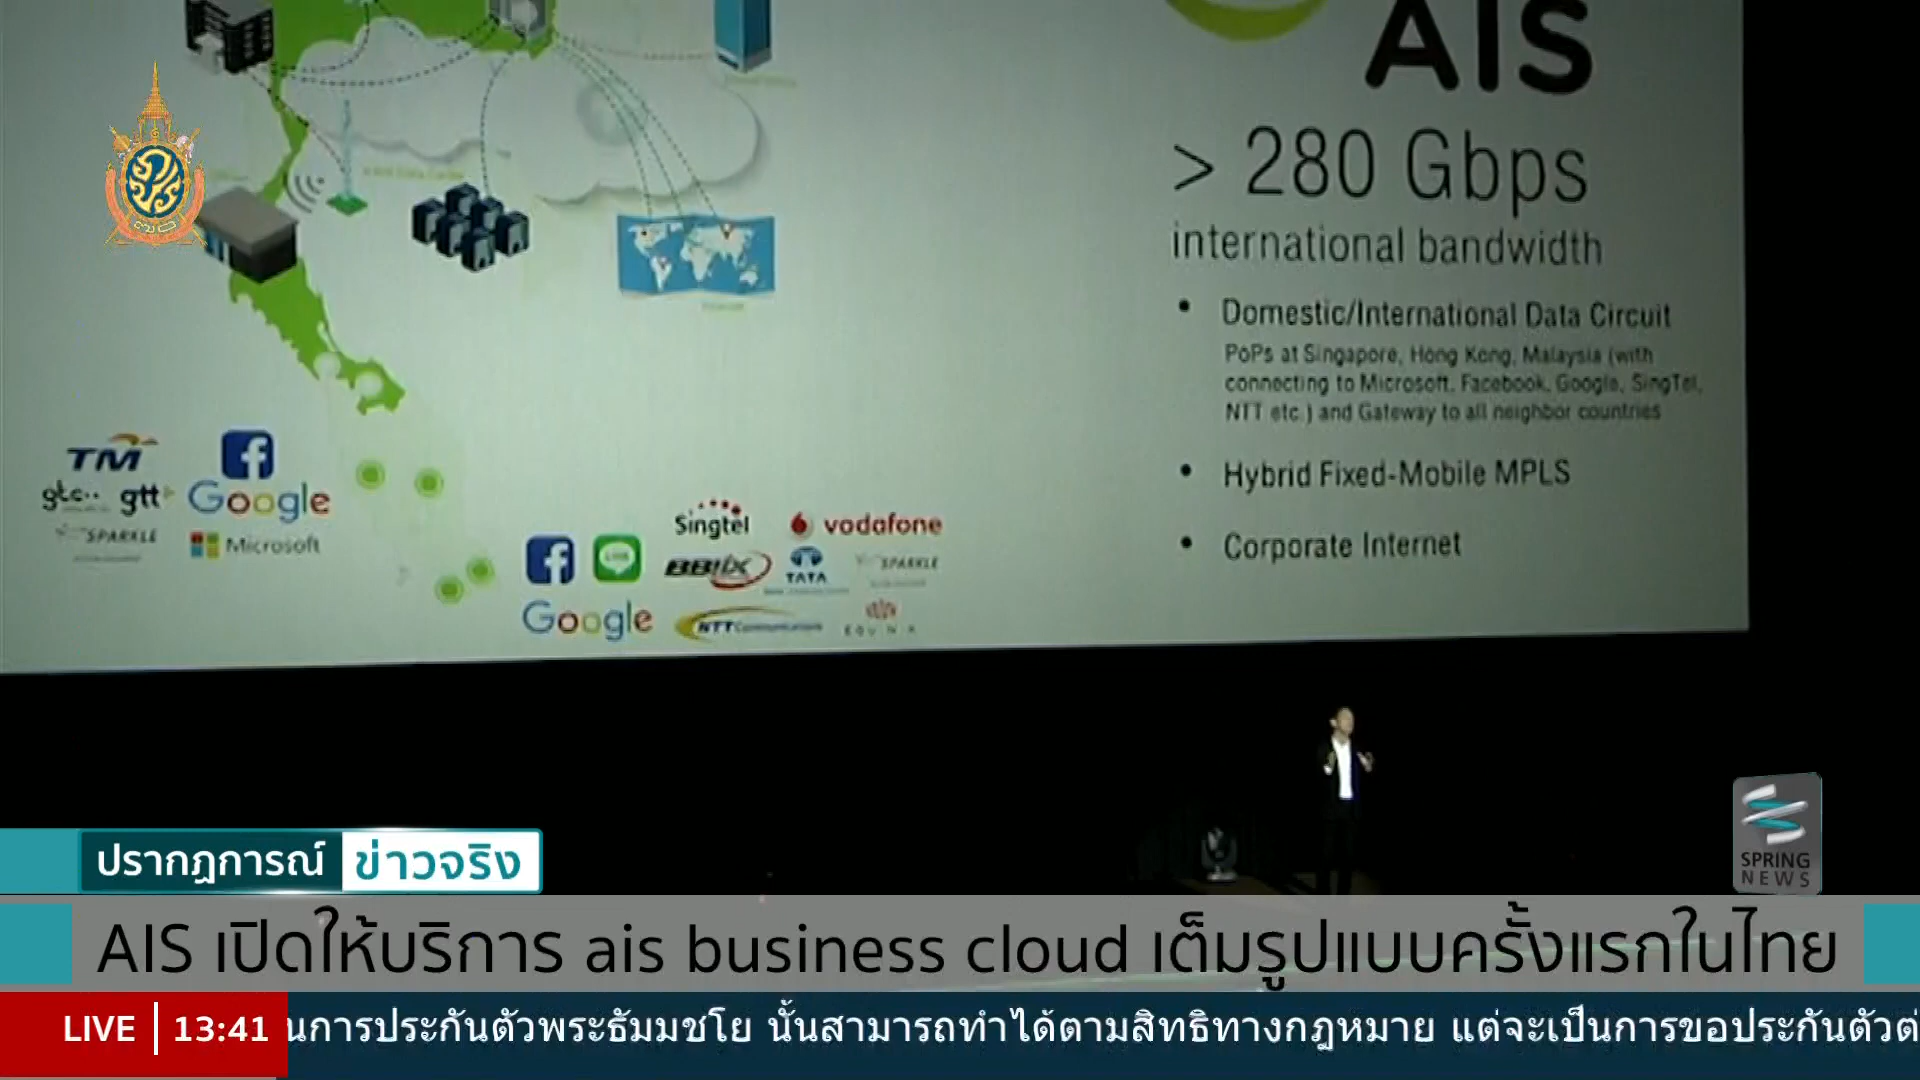 AIS
> 280 Gbps
international bandwidth
• Domestic/International Data Circuit
PoPs at Singapore, Hong Kong, Malaysia (with
connecting to Microsoft, Facebook, Google, SingTel,
NTT etc.) and Gateway to all neighbor countries
• Hybrid Fixed-Mobile MPLS
• Corporate Internet
TM
gtt
Google
SPARKLE
Microsoft
Singtel
vodafone
LINE
BBIX
TATA
SPARKLE
Google
NTT Communications
EQUINIX
SPRING
NEWS
ปรากฏการณ์ ข่าวจริง
AIS เปิดให้บริการ ais business cloud เต็มรูปแบบครั้งแรกในไทย
LIVE 13:41 นการประกันตัวพระธัมมชโย นั้นสามารถทำได้ตามสิทธิทางกฎหมาย แต่จะเป็นการขอประกันตัวต่